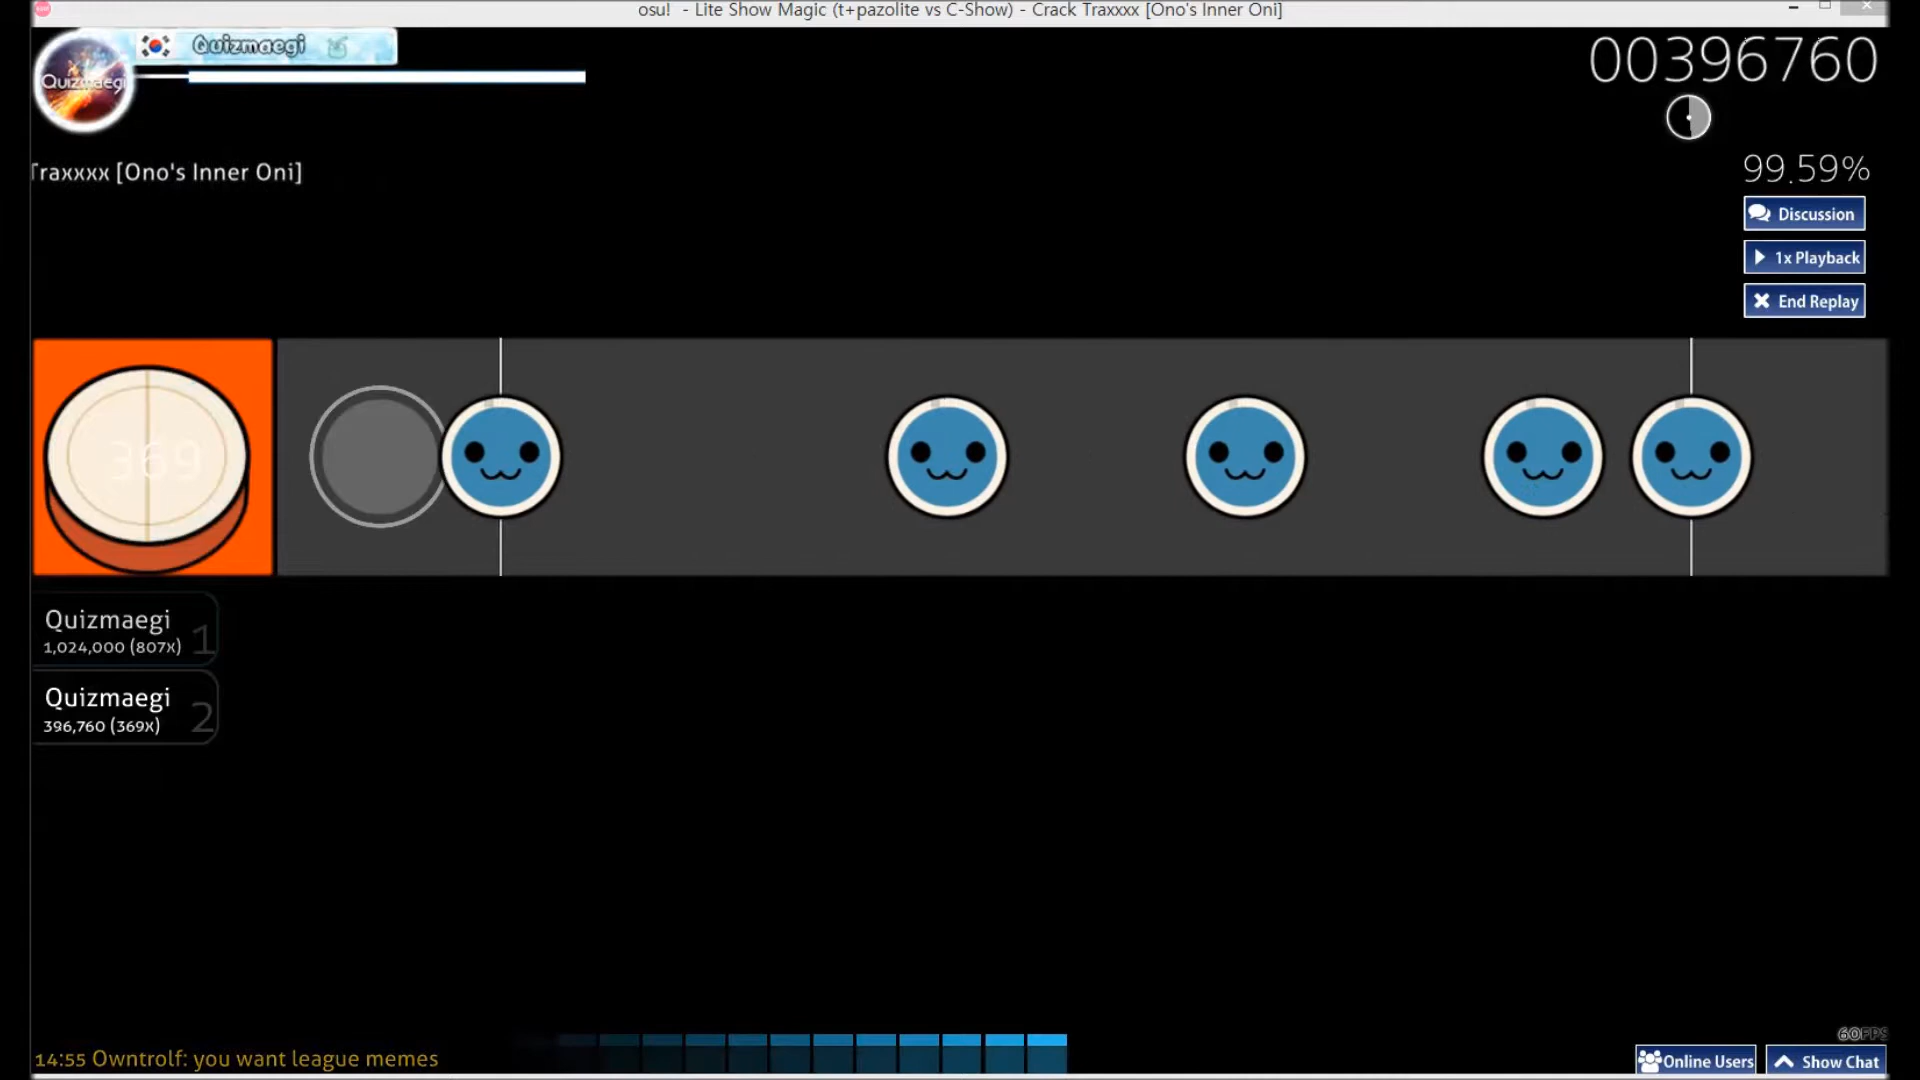 osu! - Lite Show Magic (t+pazolite vs C-Show) - Crack Traxxxx [Ono's Inner Oni]
Quizmaegi
Quizmaegi
00396760
99.59%
Traxxxx [Ono's Inner Oni]
Discussion
1x Playback
End Replay
369
Quizmaegi
1,024,000 (807x)
1
Quizmaegi
396,760 (369x)
2
60FPS
14:55 Owntrolf: you want league memes
Online Users
Show Chat